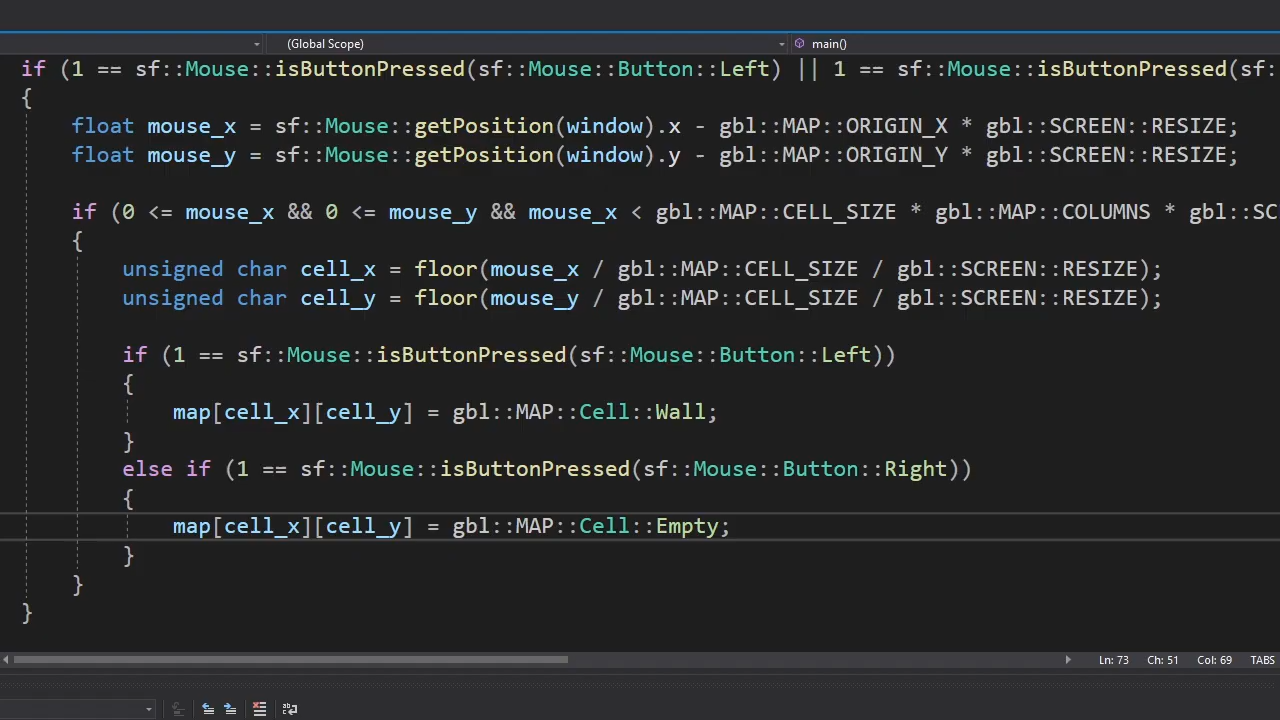 (Global Scope) main()
if (1 == sf::Mouse::isButtonPressed(sf::Mouse::Button::Left) || 1 == sf::Mouse::isButtonPressed(sf::
{
float mouse_x = sf::Mouse::getPosition(window).x - gbl::MAP::ORIGIN_X * gbl::SCREEN::RESIZE;
float mouse_y = sf::Mouse::getPosition(window).y - gbl::MAP::ORIGIN_Y * gbl::SCREEN::RESIZE;
if (0 <= mouse_x && 0 <= mouse_y && mouse_x < gbl::MAP::CELL_SIZE * gbl::MAP::COLUMNS * gbl::SC
{
unsigned char cell_x = floor(mouse_x / gbl::MAP::CELL_SIZE / gbl::SCREEN::RESIZE);
unsigned char cell_y = floor(mouse_y / gbl::MAP::CELL_SIZE / gbl::SCREEN::RESIZE);
if (1 == sf::Mouse::isButtonPressed(sf::Mouse::Button::Left))
{
map[cell_x][cell_y] = gbl::MAP::Cell::Wall;
}
else if (1 == sf::Mouse::isButtonPressed(sf::Mouse::Button::Right))
{
map[cell_x][cell_y] = gbl::MAP::Cell::Empty;
}
}
}
Ln: 73 Ch: 51 Col: 69 TABS